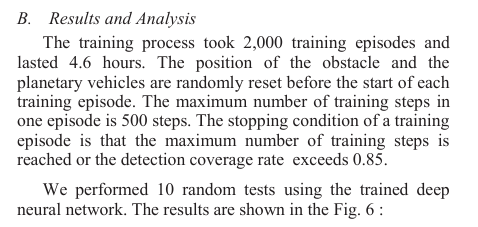 B. Results and Analysis
The training process took 2,000 training episodes and
lasted 4.6 hours. The position of the obstacle and the
planetary vehicles are randomly reset before the start of each
training episode. The maximum number of training steps in
one episode is 500 steps. The stopping condition of a training
episode is that the maximum number of training steps is
reached or the detection coverage rate exceeds 0.85.
We performed 10 random tests using the trained deep
neural network. The results are shown in the Fig. 6 :